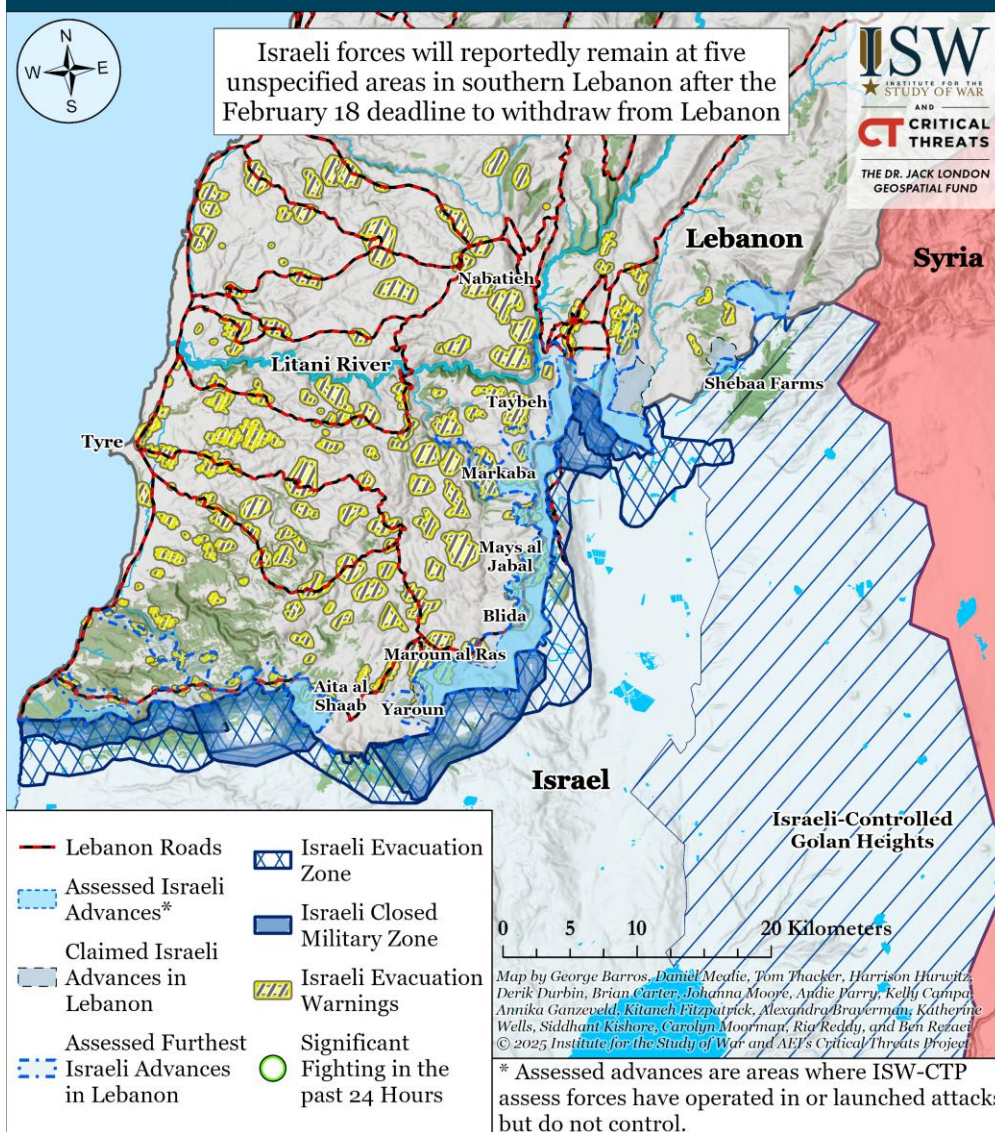 N
W E
S
Israeli forces will reportedly remain at five
unspecified areas in southern Lebanon after the
February 18 deadline to withdraw from Lebanon
ISW
INSTITUTE FOR THE
STUDY OF WAR
AND
CT CRITICAL
THREATS
THE DR. JACK LONDON
GEOSPATIAL FUND
Lebanon
Syria
Nabatieh
Litani River
Shebaa Farms
Taybeh
Tyre
Markaba
Mays al
Jabal
Blida
Maroun al Ras
Aita al
Shaab
Yaroun
Israel
Israeli-Controlled
Golan Heights
Lebanon Roads
Assessed Israeli
Advances*
Claimed Israeli
Advances in
Lebanon
Assessed Furthest
Israeli Advances
in Lebanon
Israeli Evacuation
Zone
Israeli Closed
Military Zone
Israeli Evacuation
Warnings
Significant
Fighting in the
past 24 Hours
0 5 10 20 Kilometers
Map by George Barros, Daniel Mealie, Tom Thacker, Harrison Hurwitz,
Derik Durbin, Brian Carter, Johanna Moore, Andie Parry, Kelly Campa,
Annika Ganzeveld, Kitaneh Fitzpatrick, Alexandra Braverman, Katherine
Wells, Siddhant Kishore, Carolyn Moorman, Ria Reddy, and Ben Rezaei
© 2025 Institute for the Study of War and AEI's Critical Threats Project
* Assessed advances are areas where ISW-CTP
assess forces have operated in or launched attacks
but do not control.